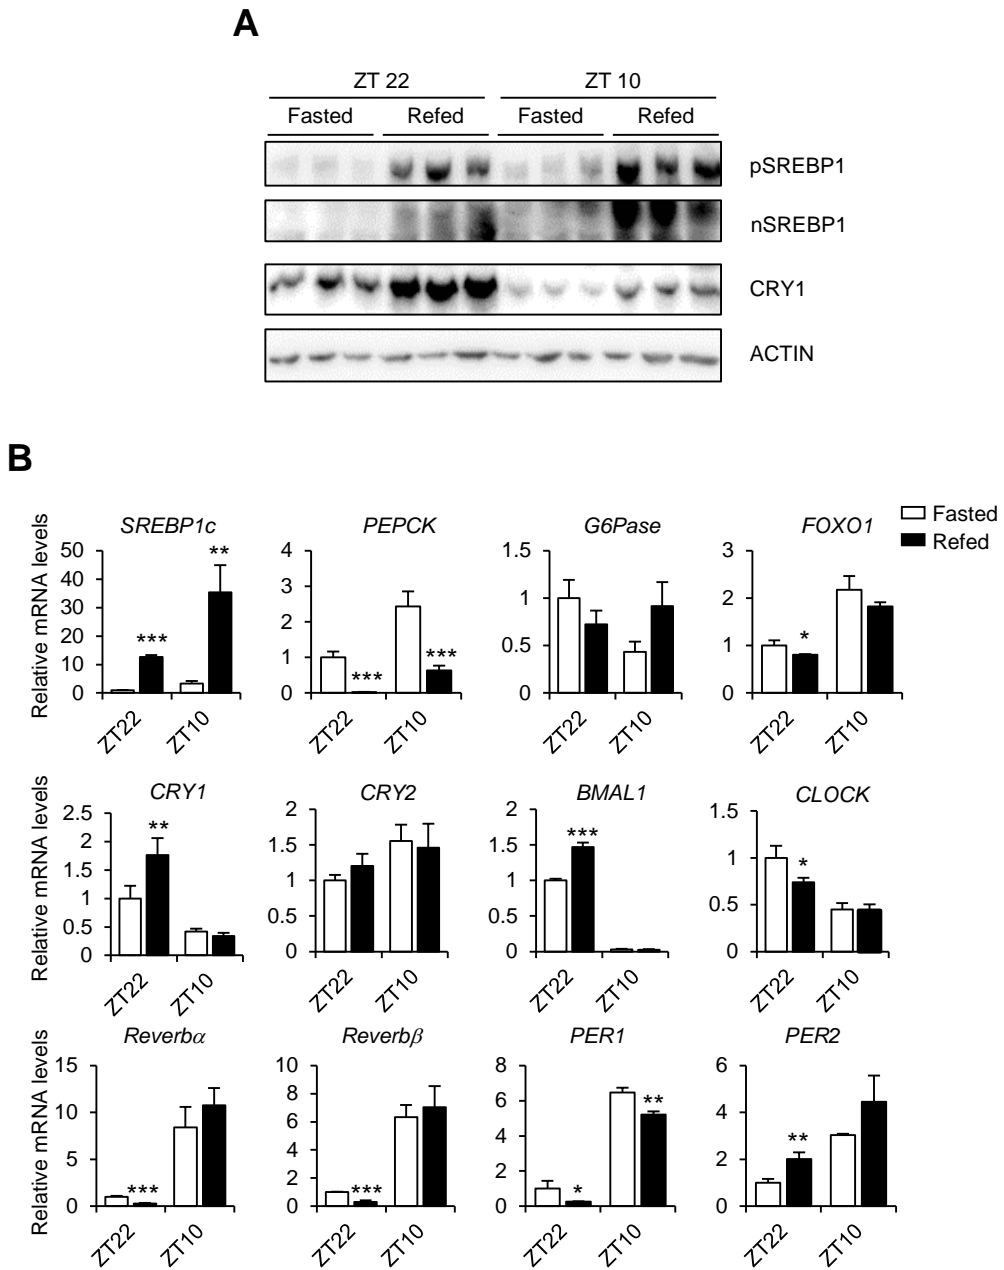 A
ZT 22 ZT 10
Fasted Refed Fasted Refed
pSREBP1
nSREBP1
CRY1
ACTIN
B
Fasted
Refed
SREBP1c PEPCK G6Pase FOXO1
Relative mRNA levels
50 40 30 20 10 0
*** **
ZT22 ZT10
4 3 2 1 0
*** ***
ZT22 ZT10
1.5 1 0.5 0
ZT22 ZT10
3 2 1 0
*
ZT22 ZT10
CRY1 CRY2 BMAL1 CLOCK
Relative mRNA levels
2.5 2 1.5 1 0.5 0
**
ZT22 ZT10
2 1.5 1 0.5 0
ZT22 ZT10
2 1.5 1 0.5 0
***
ZT22 ZT10
1.5 1 0.5 0
*
ZT22 ZT10
Reverbα Reverbβ PER1 PER2
Relative mRNA levels
15 10 5 0
***
ZT22 ZT10
10 8 6 4 2 0
***
ZT22 ZT10
8 6 4 2 0
* **
ZT22 ZT10
6 4 2 0
**
ZT22 ZT10